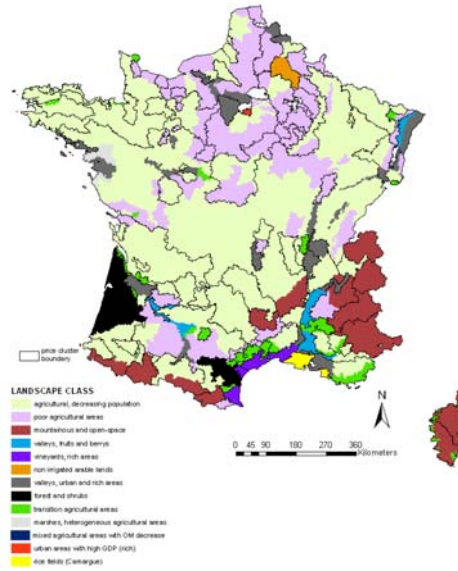 price cluster
boundary
LANDSCAPE CLASS
agricultural, decreasing population
poor agricultural areas
mountainous and open-space
valleys, fruits and berrys
vineyards, rich areas
non irrigated arable lands
valleys, urban and rich areas
forest and shrubs
transition agricultural areas
marshes, heterogeneous agricultural areas
mixed agricultural areas with OM decrease
urban areas with high GDP (rich)
rice fields (Camargue)
N
0 45 90 180 270 360
Kilometers